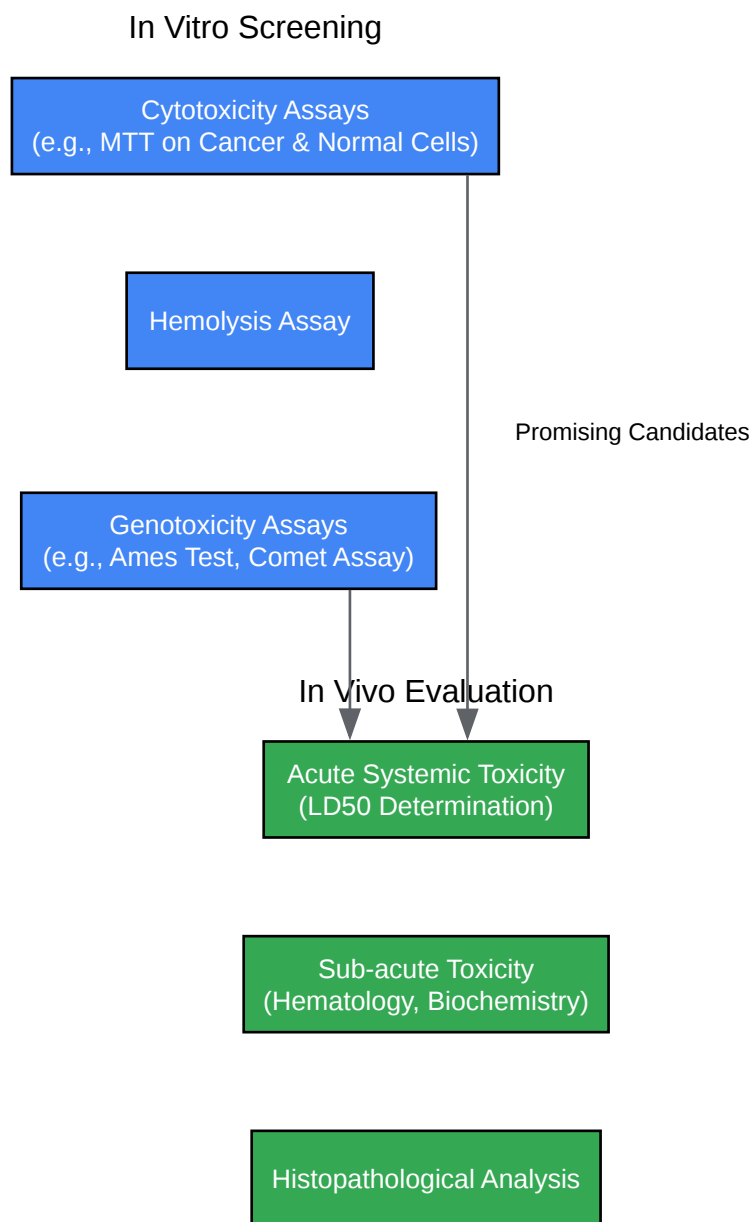 In Vitro Screening
Cytotoxicity Assays
(e.g., MTT on Cancer & Normal Cells)
Hemolysis Assay
Promising Candidates
Genotoxicity Assays
(e.g., Ames Test, Comet Assay)
In Vivo Evaluation
Acute Systemic Toxicity
(LD50 Determination)
Sub-acute Toxicity
(Hematology, Biochemistry)
Histopathological Analysis